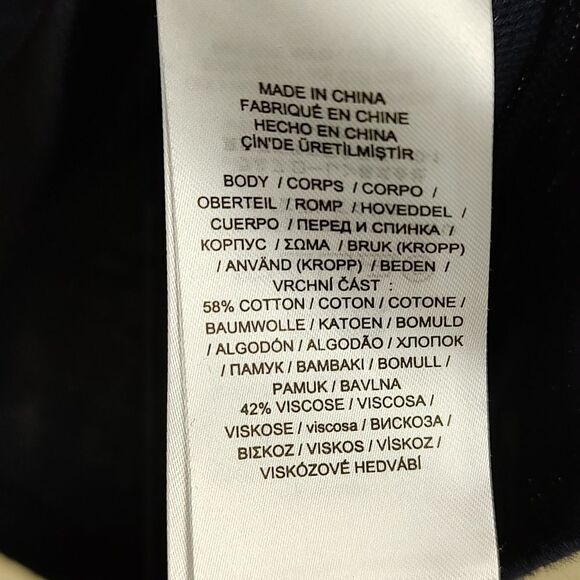 MADE IN CHINA
FABRIQUÉ EN CHINE
HECHO EN CHINA
ÇİN'DE ÜRETİLMİŞTİR
BODY / CORPS / CORPO /
OBERTEIL / ROMP / HOVEDDEL /
CUERPO / ПЕРЕД И СПИНКА /
КОРПУС / ΣΩΜΑ / BRUK (KROPP)
/ ANVÄND (KROPP) / BEDEN /
VRCHNÍ ČÁST :
58% COTTON / COTON / COTONE /
BAUMWOLLE / KATOEN / BOMULD
/ ALGODÓN / ALGODÃO / ХЛОПОК
/ ПАМУК / BAMBAKI / BOMULL /
PAMUK / BAVLNA
42% VISCOSE / VISCOSA /
VISKOSE / viscosa / ВИСКОЗА /
ΒΙΣΚΟΖ / VISKOS / VİSKOZ /
VISKÓZOVÉ HEDVÁBÍ